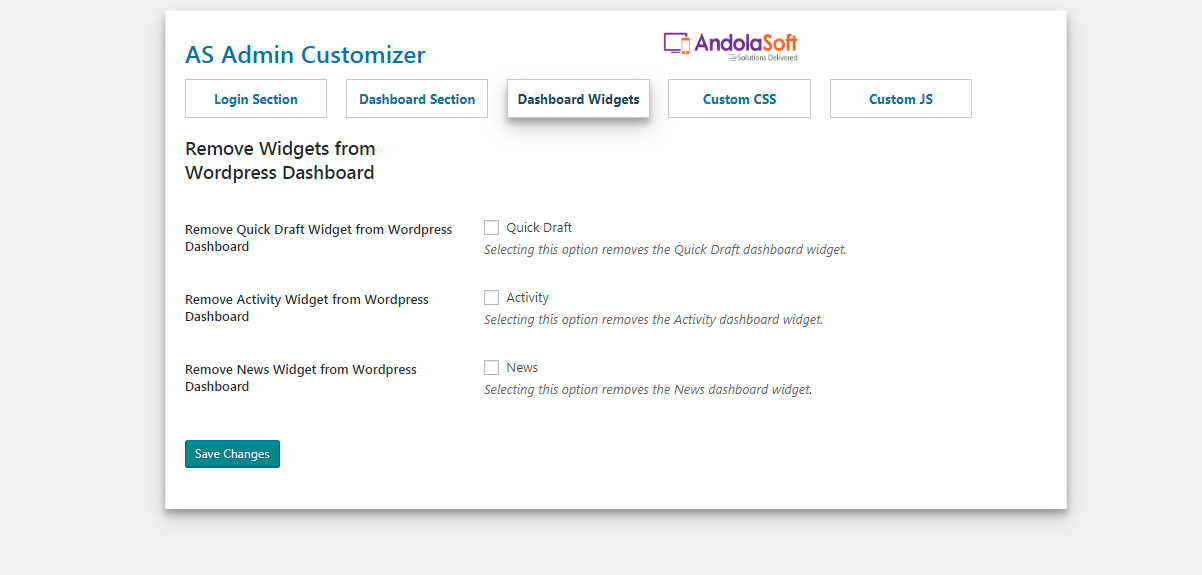 AS Admin Customizer
AndolaSoft
Solutions Delivered
Login Section
Dashboard Section
Dashboard Widgets
Custom CSS
Custom JS
Remove Widgets from
Wordpress Dashboard
Remove Quick Draft Widget from Wordpress
Dashboard
Quick Draft
Selecting this option removes the Quick Draft dashboard widget.
Remove Activity Widget from Wordpress
Dashboard
Activity
Selecting this option removes the Activity dashboard widget.
Remove News Widget from Wordpress
Dashboard
News
Selecting this option removes the News dashboard widget.
Save Changes